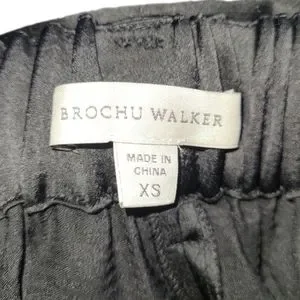 BROCHU WALKER
MADE IN
CHINA
XS